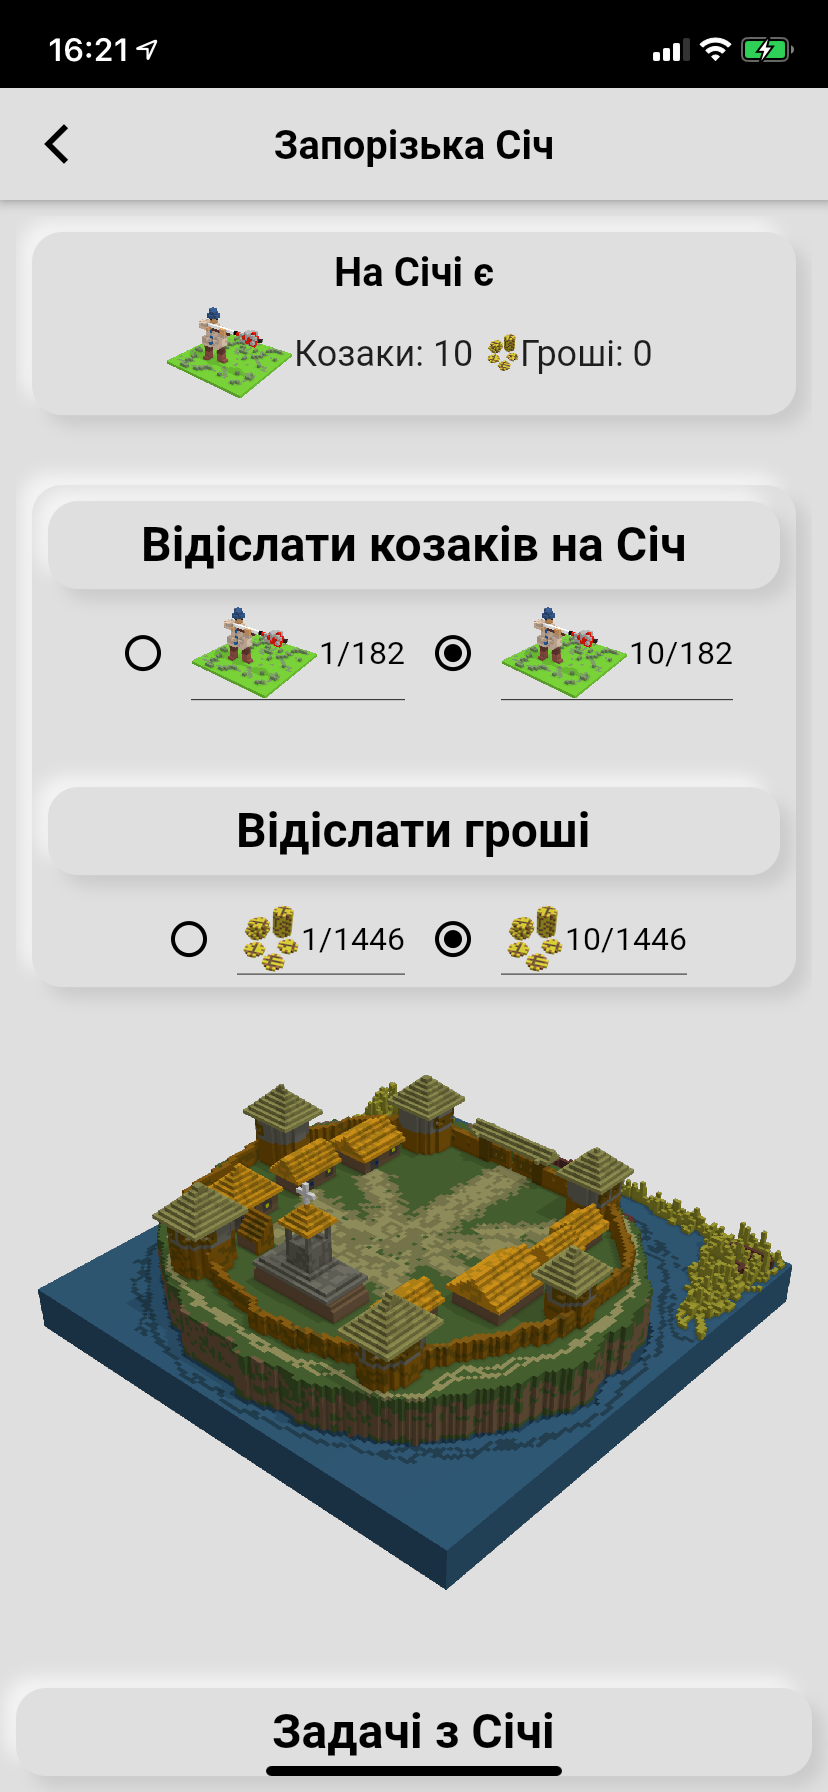 16:21
Запорізька Січ
На Січі є
Козаки: 10 Гроші: 0
Відіслати козаків на Січ
1/182 10/182
Відіслати гроші
1/1446 10/1446
Задачі з Січі